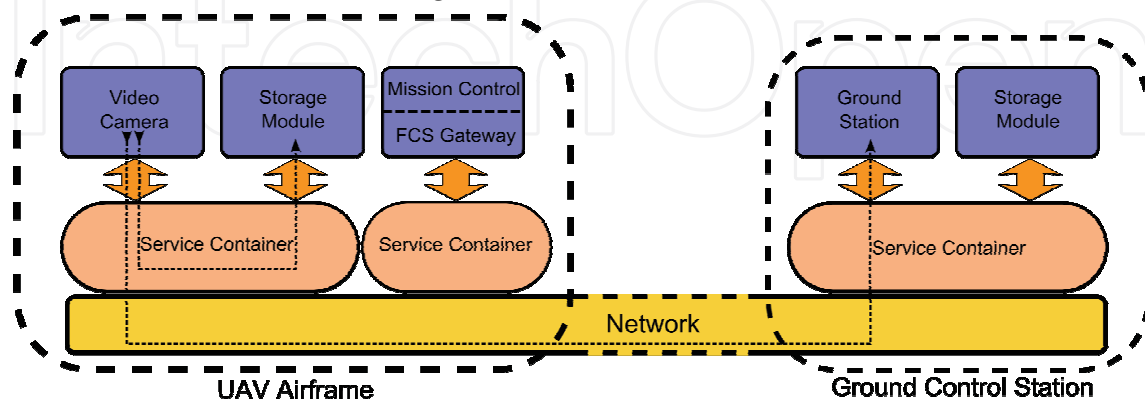 IntechOpen
Video
Camera
Storage
Module
Mission Control
FCS Gateway
Ground
Station
Storage
Module
Service Container
Service Container
Service Container
Network
UAV Airframe
Ground Control Station